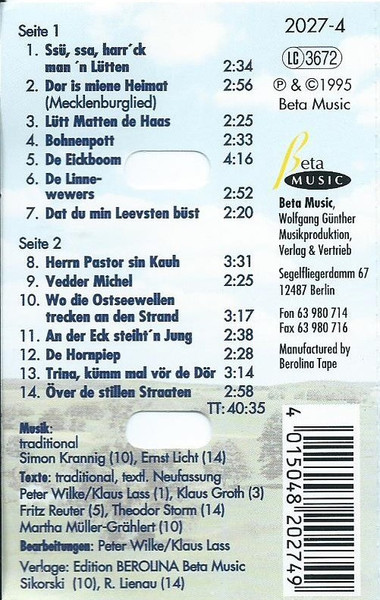 Seite 1
1. Ssü, ssa, harr´ck
man ´n Lütten 2:34
2. Dor is miene Heimat 2:56
(Mecklenburglied)
3. Lütt Matten de Haas 2:25
4. Bohnenpott 2:33
5. De Eickboom 4:16
6. De Linne-
wewers 2:52
7. Dat du min Leevsten büst 2:20
Seite 2
8. Herrn Pastor sin Kauh 3:31
9. Vedder Michel 2:25
10. Wo die Ostseewellen
trecken an den Strand 3:17
11. An der Eck steiht´n Jung 2:38
12. De Hornpiep 2:28
13. Trina, kümm mal vör de Dör 3:14
14. Över de stillen Straaten 2:58
TT: 40:35
Musik:
traditional
Simon Krannig (10), Ernst Licht (14)
Texte: traditional, textl. Neufassung
Peter Wilke/Klaus Lass (1), Klaus Groth (3)
Fritz Reuter (5), Theodor Storm (14)
Martha Müller-Grählert (10)
Bearbeitungen: Peter Wilke/Klaus Lass
Verlage: Edition BEROLINA Beta Music
Sikorski (10), R. Lienau (14)
2027-4
LC 3672
℗ & ©1995
Beta Music
Beta
MUSIC
Beta Music,
Wolfgang Günther
Musikproduktion,
Verlag & Vertrieb
Segelfliegerdamm 67
12487 Berlin
Fon 63 980 714
Fax 63 980 716
Manufactured by
Berolina Tape
4 015048 202749